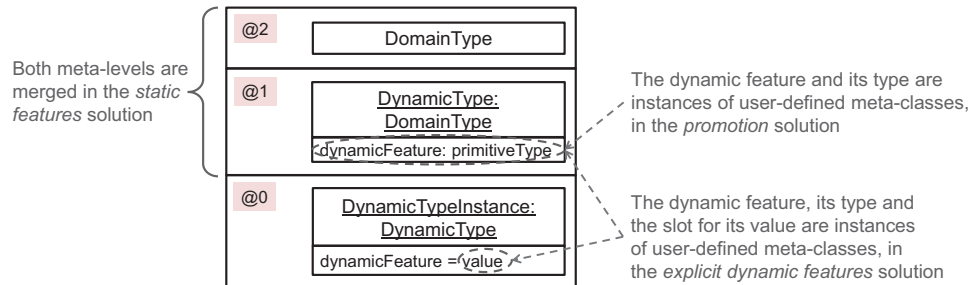 @2
DomainType
Both meta-levels are
merged in the static
features solution
@1
DynamicType:
DomainType
dynamicFeature: primitiveType
The dynamic feature and its type are
instances of user-defined meta-classes,
in the promotion solution
@0
DynamicTypeInstance:
DynamicType
dynamicFeature = value
The dynamic feature, its type and
the slot for its value are instances
of user-defined meta-classes, in
the explicit dynamic features solution